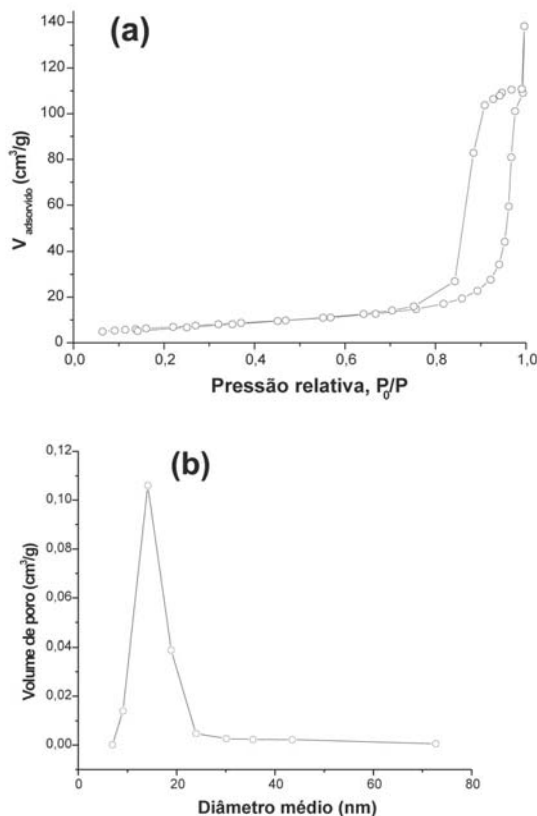 (a)
V adsorvido (cm³/g)
140
120
100
80
60
40
20
0
0,0 0,2 0,4 0,6 0,8 1,0
Pressão relativa, P₀/P
(b)
Volume de poro (cm³/g)
0,12
0,10
0,08
0,06
0,04
0,02
0,00
0 20 40 60 80
Diâmetro médio (nm)